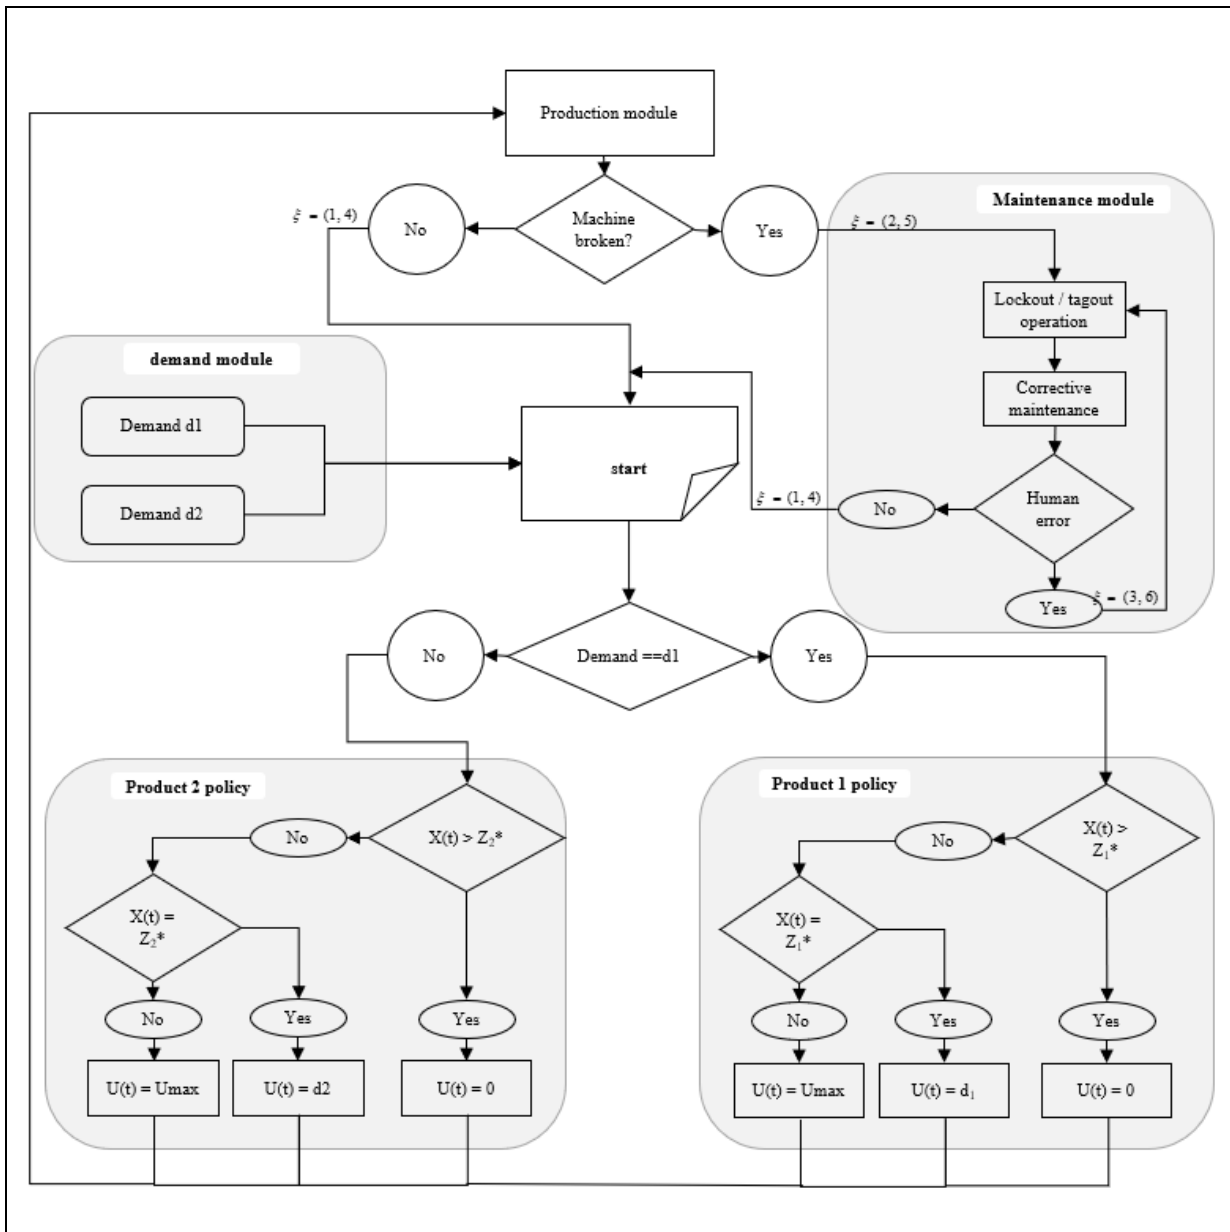 Production module
Machine
broken?
No
Yes
ξ = (1, 4)
ξ = (2, 5)
Maintenance module
Lockout / tagout
operation
Corrective
maintenance
Human
error
No
ξ = (1, 4)
Yes
ξ = (3, 6)
demand module
Demand d1
Demand d2
start
No
Demand ==d1
Yes
Product 2 policy
X(t) > Z₂*
No
X(t) =
Z₂*
No
Yes
Yes
U(t) = Umax
U(t) = d2
U(t) = 0
Product 1 policy
X(t) >
Z₁*
No
X(t) =
Z₁*
No
Yes
Yes
U(t) = Umax
U(t) = d₁
U(t) = 0